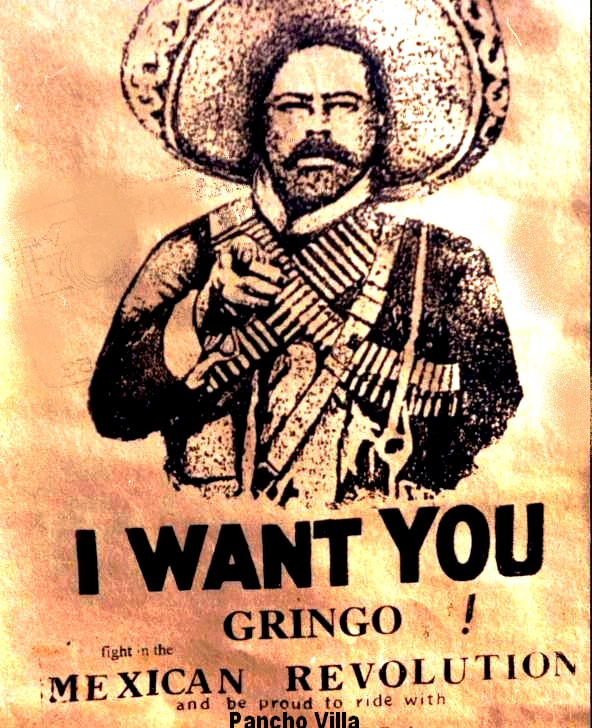 I WANT YOU
GRINGO !
fight in the
MEXICAN REVOLUTION
and be proud to ride with
Pancho Villa